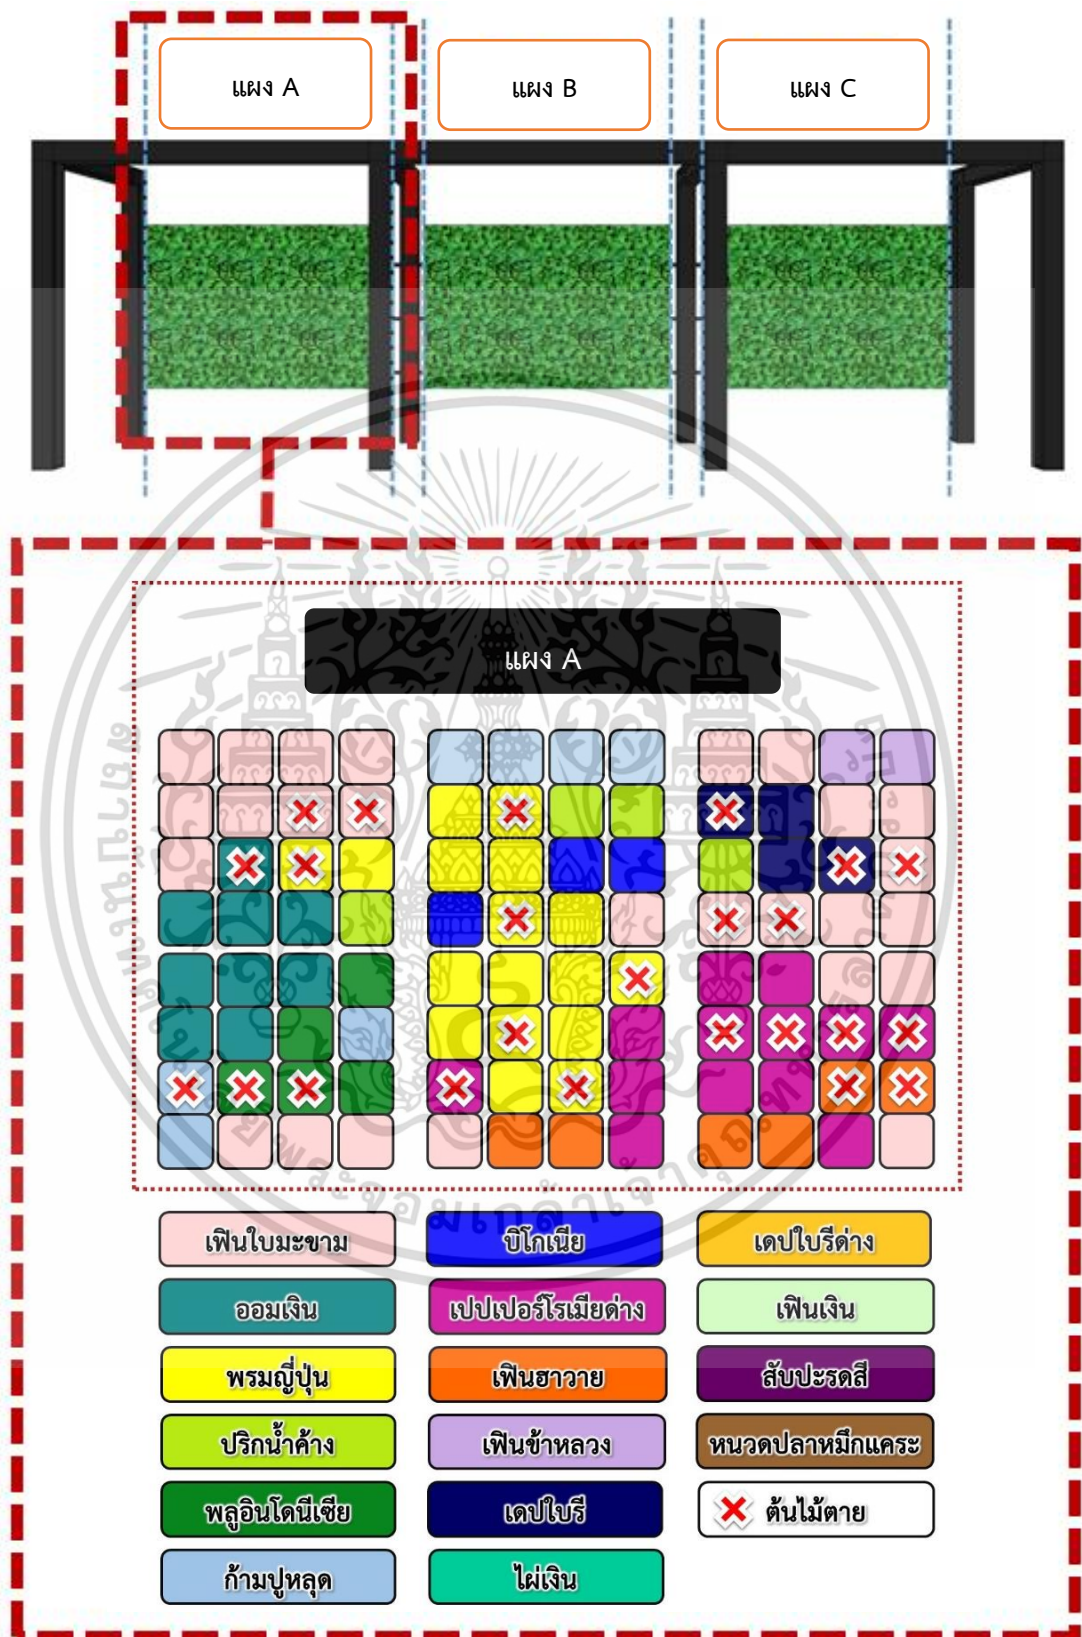 แผง A
แผง B
แผง C
แผง A
เฟินใบมะขาม
บิโกเนีย
เดปใบรีด่าง
ออมเงิน
เปปเปอร์โรเมียด่าง
เฟินเงิน
พรมญี่ปุ่น
เฟินฮาวาย
สับปะรดสี
ปริกน้ำค้าง
เฟินข้าหลวง
หนวดปลาหมึกแคระ
พลูอินโดนีเซีย
เดปใบรี
ต้นไม้ตาย
ก้ามปูหลุด
ไผ่เงิน